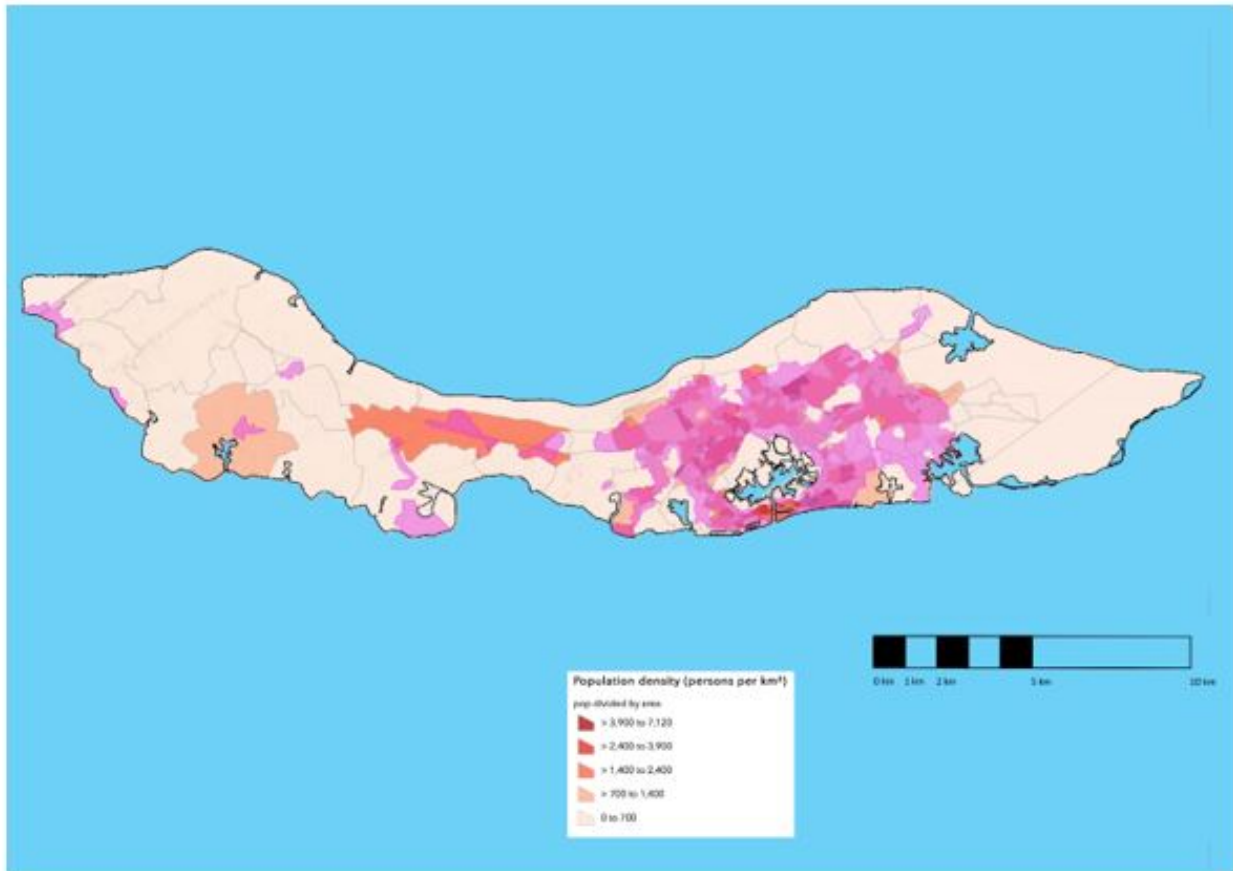 Population density (persons per km²)
pop divided by area
> 3,900 to 7,120
> 2,400 to 3,900
> 1,400 to 2,400
> 700 to 1,400
0 to 700
0 km 1 km 2 km 5 km 10 km